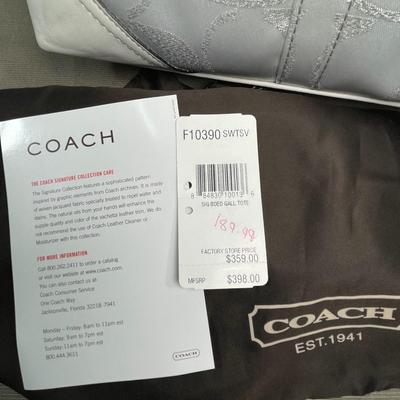 COACH
THE COACH SIGNATURE COLLECTION CARE
The Signature Collection features a sophisticated pattern
inspired by graphic elements from Coach archives. It is made
of woven jacquard fabric specially treated to repel water and
stains. The natural oils from your hands will enhance the
supple quality and color of the vachetta leather trim. We do
not recommend the use of Coach Leather Cleaner or
Moisturizer with this collection.
FOR MORE INFORMATION
Call 800.262.2411 to order a catalog
or visit www.coach.com.
You can also contact us at
Coach Consumer Service
One Coach Way
Jacksonville, Florida 32218-7941
Monday - Friday: 8am to 11pm est
Saturday: 9am to 7pm est
Sunday: 11am to 7pm est
800.444.3611
COACH
F10390 SWTSV
8 84830 10013 6
SIG BDED GALL TOTE
189.99
FACTORY STORE PRICE
$359.00
MFSRP $398.00
COACH
EST. 1941